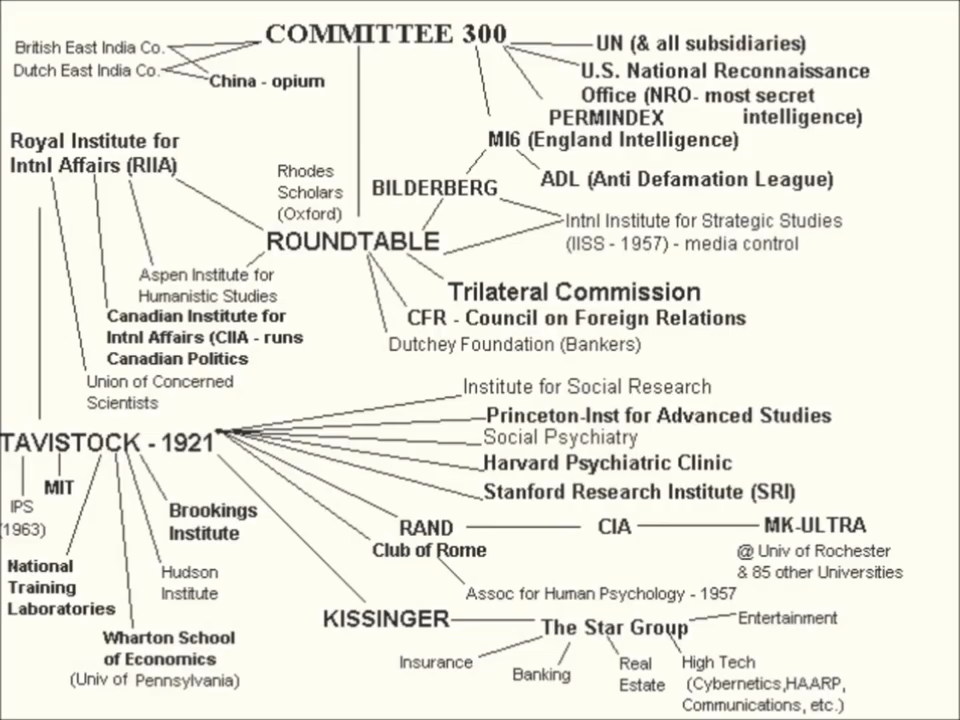 COMMITTEE 300
British East India Co.
Dutch East India Co.
China - opium
UN (& all subsidiaries)
U.S. National Reconnaissance
Office (NRO- most secret
intelligence)
PERMINDEX
MI6 (England Intelligence)
Royal Institute for
Intnl Affairs (RIIA)
Rhodes
Scholars
(Oxford)
BILDERBERG
ADL (Anti Defamation League)
Intnl Institute for Strategic Studies
(IISS - 1957) - media control
ROUNDTABLE
Aspen Institute for
Humanistic Studies
Trilateral Commission
Canadian Institute for
Intnl Affairs (CIIA - runs
Canadian Politics
CFR - Council on Foreign Relations
Dutchey Foundation (Bankers)
Union of Concerned
Scientists
Institute for Social Research
Princeton-Inst for Advanced Studies
Social Psychiatry
Harvard Psychiatric Clinic
Stanford Research Institute (SRI)
TAVISTOCK - 1921
MIT
IPS
(1963)
Brookings
Institute
RAND
CIA
MK-ULTRA
@ Univ of Rochester
& 85 other Universities
Club of Rome
National
Training
Laboratories
Hudson
Institute
Assoc for Human Psychology - 1957
KISSINGER
The Star Group
Entertainment
Wharton School
of Economics
(Univ of Pennsylvania)
Insurance
Banking
Real
Estate
High Tech
(Cybernetics,HAARP,
Communications, etc.)